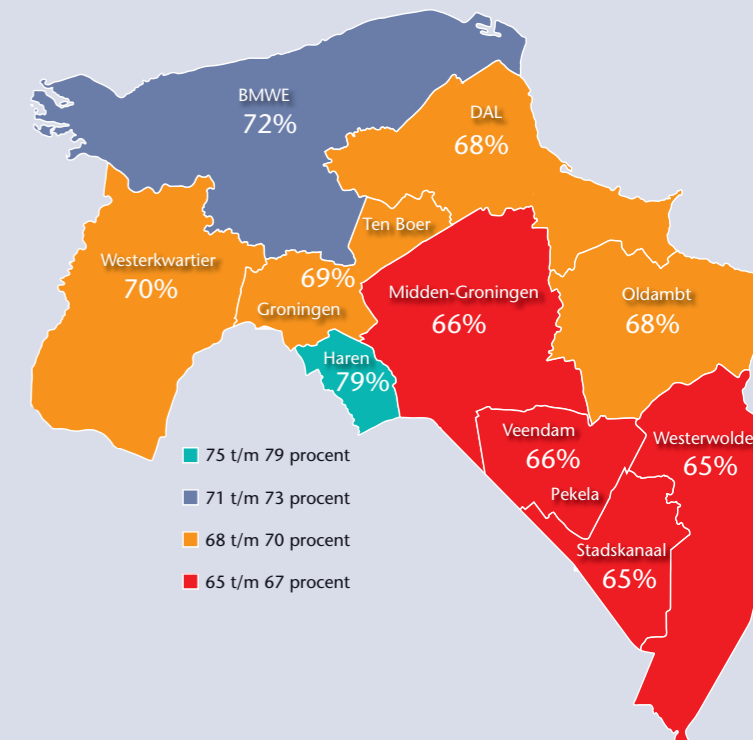 BMWE
72%
DAL
68%
Ten Boer
Westerkwartier
70%
69%
Groningen
Midden-Groningen
66%
Oldambt
68%
Haren
79%
Veendam
66%
Pekela
Westerwolde
65%
Stadskanaal
65%
75 t/m 79 procent
71 t/m 73 procent
68 t/m 70 procent
65 t/m 67 procent